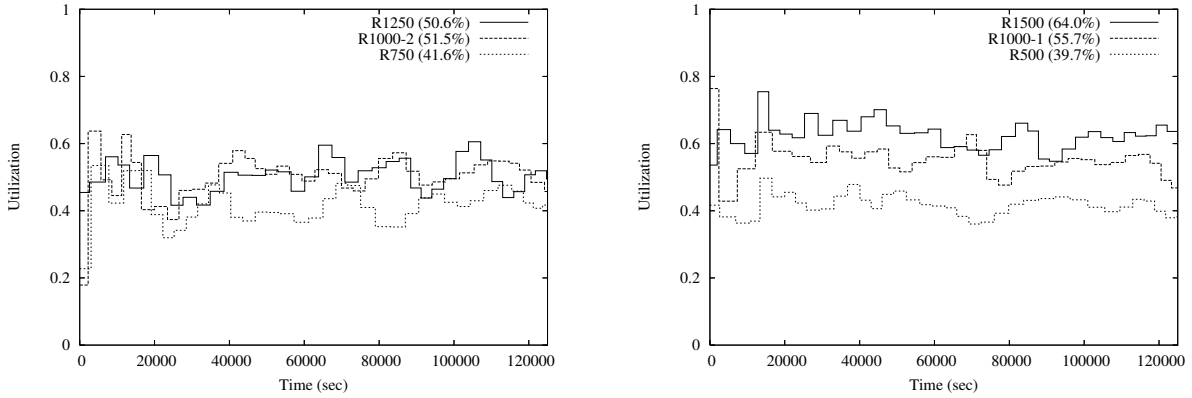 1
0.8
0.6
0.4
0.2
0
Utilization
R1250 (50.6%)
R1000-2 (51.5%)
R750 (41.6%)
0 20000 40000 60000 80000 100000 120000
Time (sec)
1
0.8
0.6
0.4
0.2
0
Utilization
R1500 (64.0%)
R1000-1 (55.7%)
R500 (39.7%)
0 20000 40000 60000 80000 100000 120000
Time (sec)